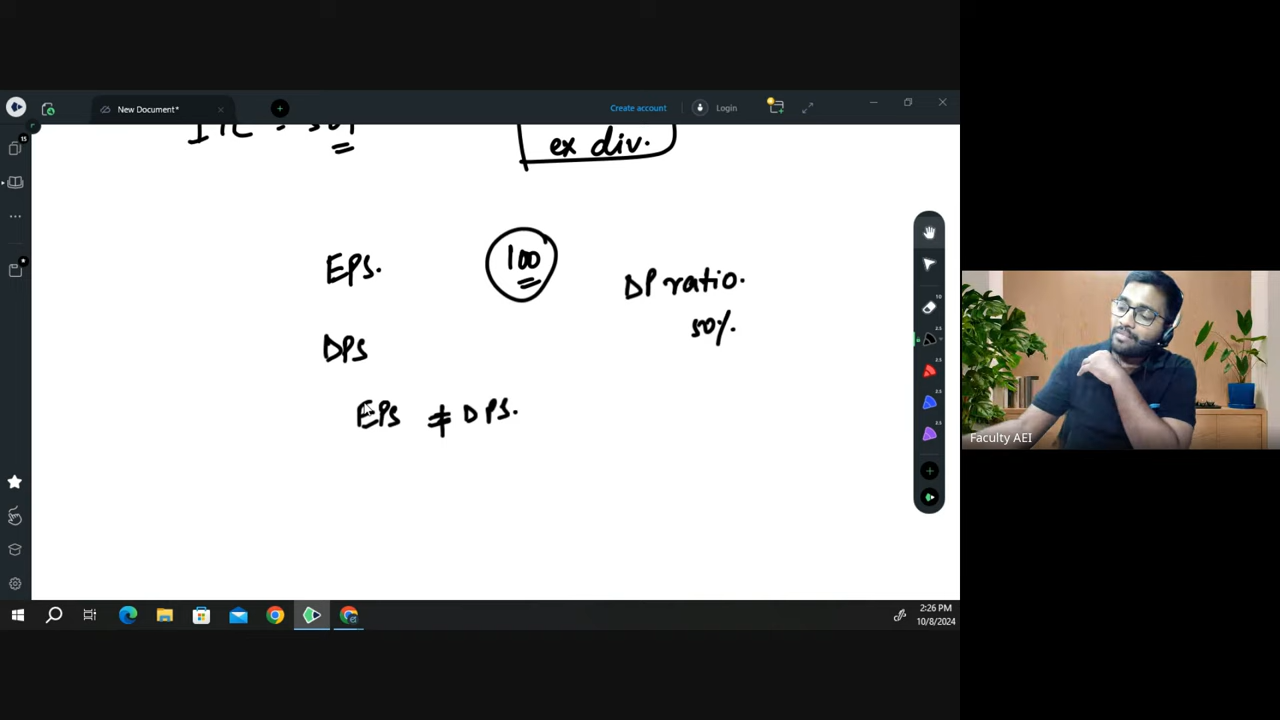 New Document*
Create account
Login
ex div.
EPS.
100
DP ratio.
50%.
DPS
EPS ≠ DPS.
Faculty AEI
2:26 PM
10/8/2024